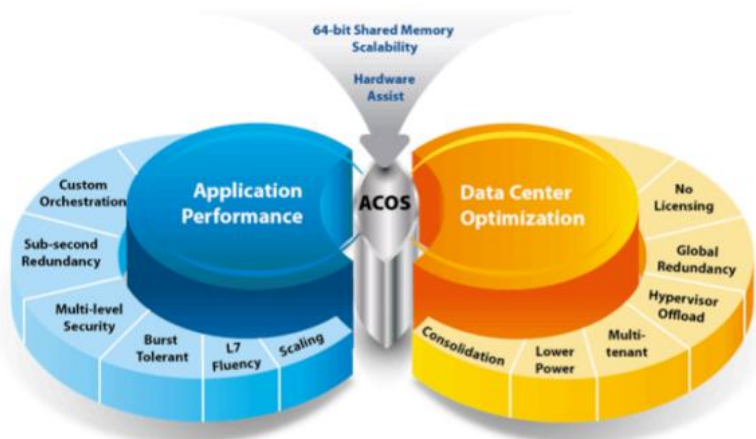 64-bit Shared Memory
Scalability
Hardware
Assist
ACOS
Application
Performance
Custom
Orchestration
Sub-second
Redundancy
Multi-level
Security
Burst
Tolerant
L7
Fluency
Scaling
Data Center
Optimization
No
Licensing
Global
Redundancy
Hypervisor
Offload
Multi-
tenant
Lower
Power
Consolidation